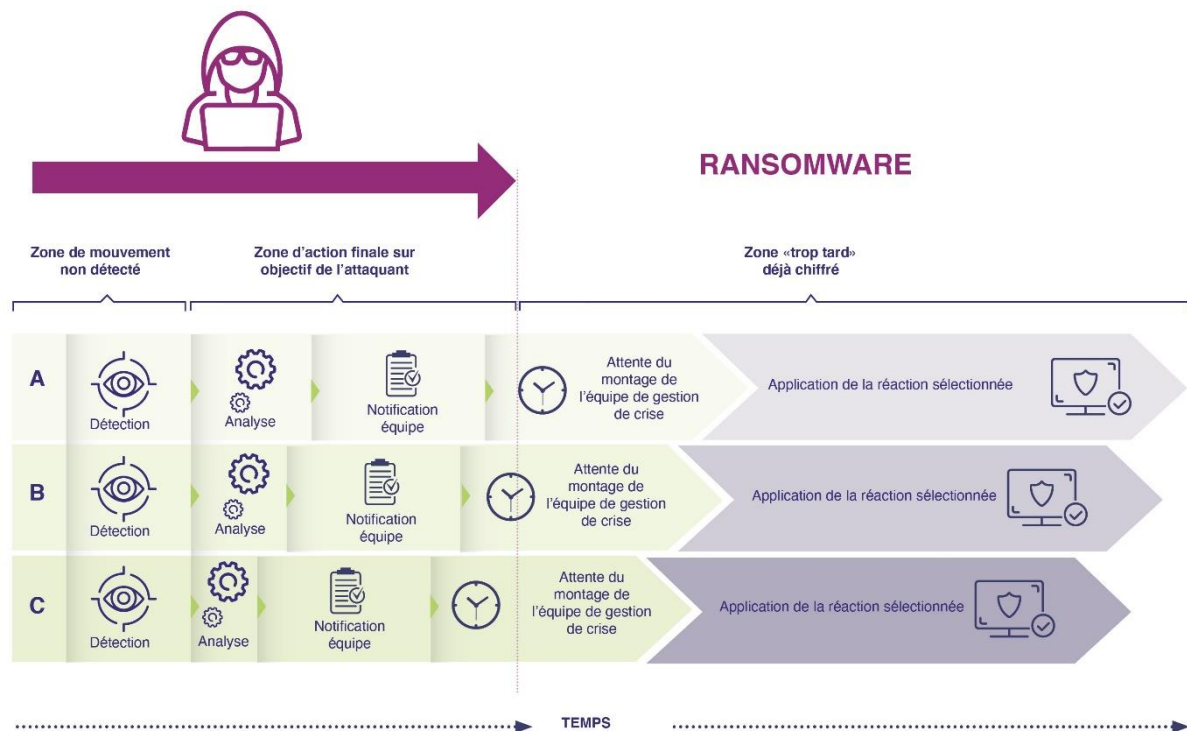 RANSOMWARE
Zone de mouvement
non détecté
Zone d'action finale sur
objectif de l'attaquant
Zone «trop tard»
déjà chiffré
A
Détection
Analyse
Notification
équipe
Attente du
montage de
l'équipe de gestion
de crise
Application de la réaction sélectionnée
B
Détection
Analyse
Notification
équipe
Attente du
montage de
l'équipe de gestion
de crise
Application de la réaction sélectionnée
C
Détection
Analyse
Notification
équipe
Attente du
montage de
l'équipe de gestion
de crise
Application de la réaction sélectionnée
TEMPS